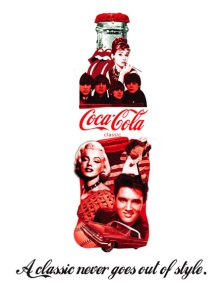 Coca-Cola
classic.
A classic never goes out of style.